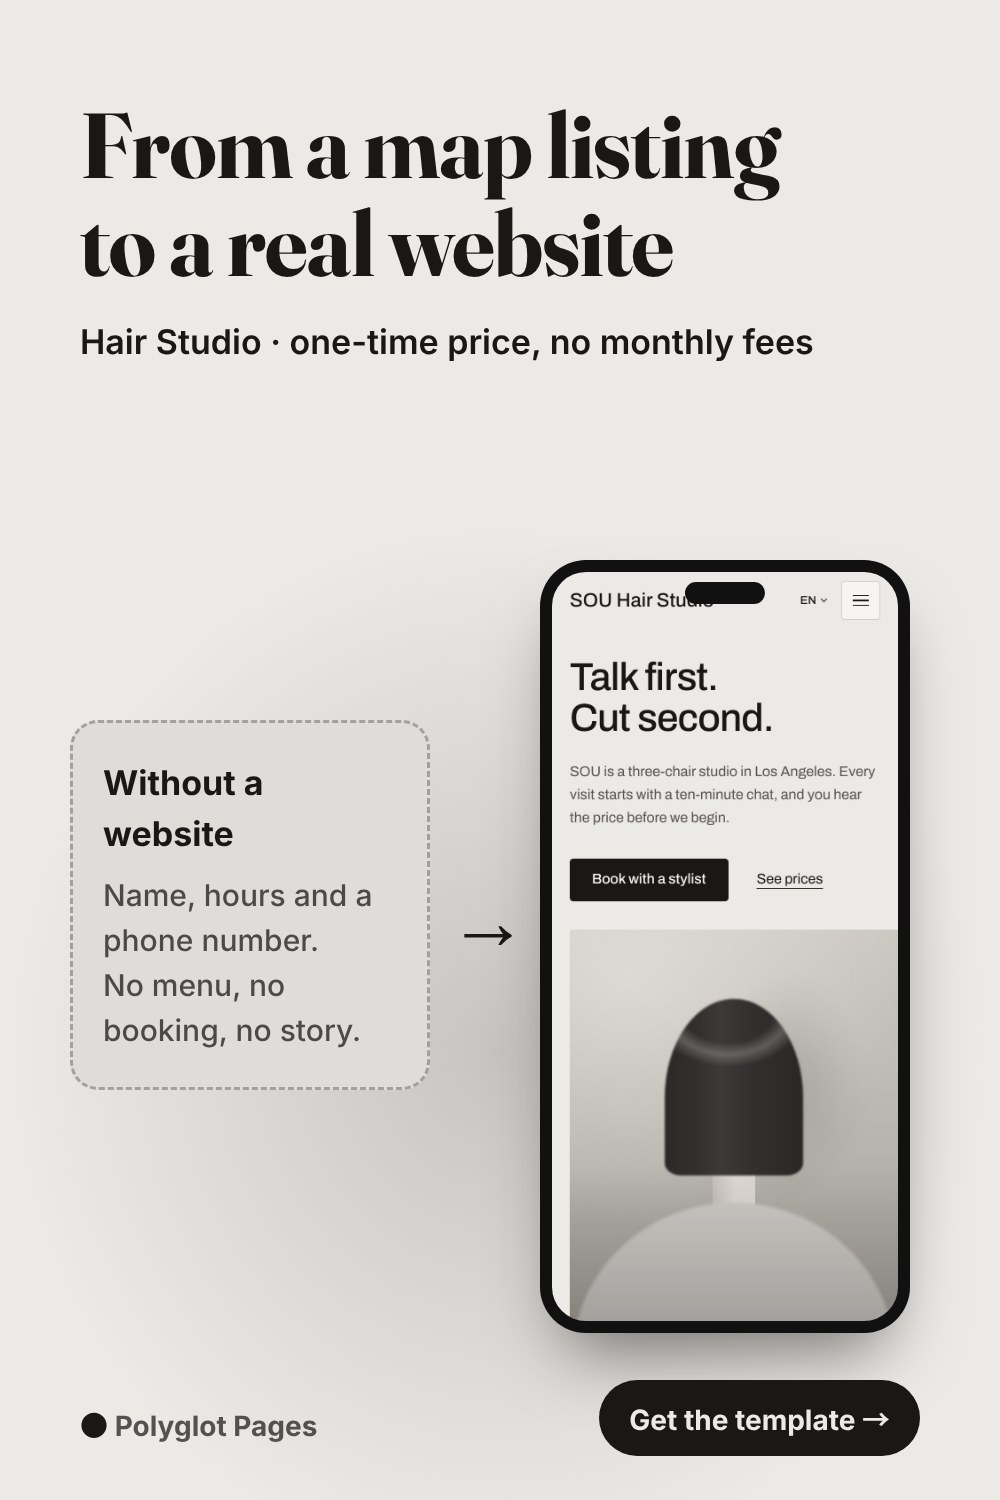 From a map listing
to a real website
Hair Studio · one-time price, no monthly fees
Without a
website
Name, hours and a
phone number.
No menu, no
booking, no story.
→
SOU Hair Studio
EN
Talk first.
Cut second.
SOU is a three-chair studio in Los Angeles. Every
visit starts with a ten-minute chat, and you hear
the price before we begin.
Book with a stylist
See prices
Polyglot Pages
Get the template →